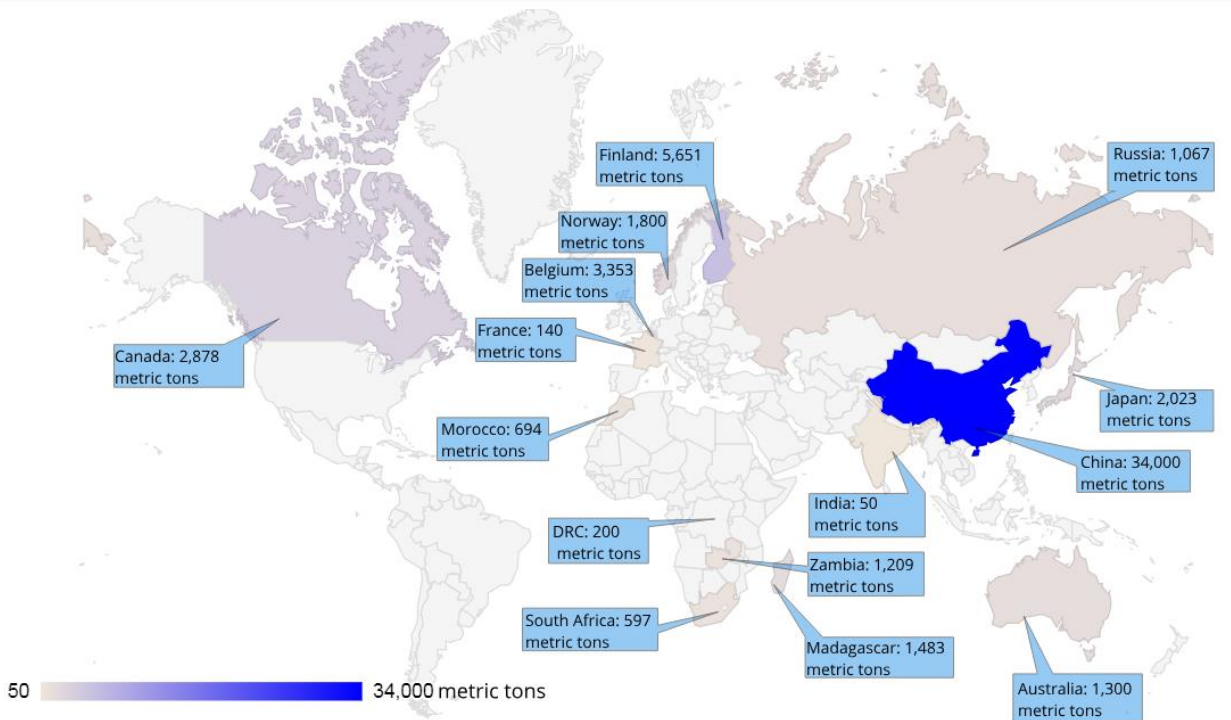 Finland: 5,651
metric tons
Russia: 1,067
metric tons
Norway: 1,800
metric tons
Belgium: 3,353
metric tons
France: 140
metric tons
Canada: 2,878
metric tons
Japan: 2,023
metric tons
Morocco: 694
metric tons
China: 34,000
metric tons
India: 50
metric tons
DRC: 200
metric tons
Zambia: 1,209
metric tons
South Africa: 597
metric tons
Madagascar: 1,483
metric tons
Australia: 1,300
metric tons
50 34,000 metric tons